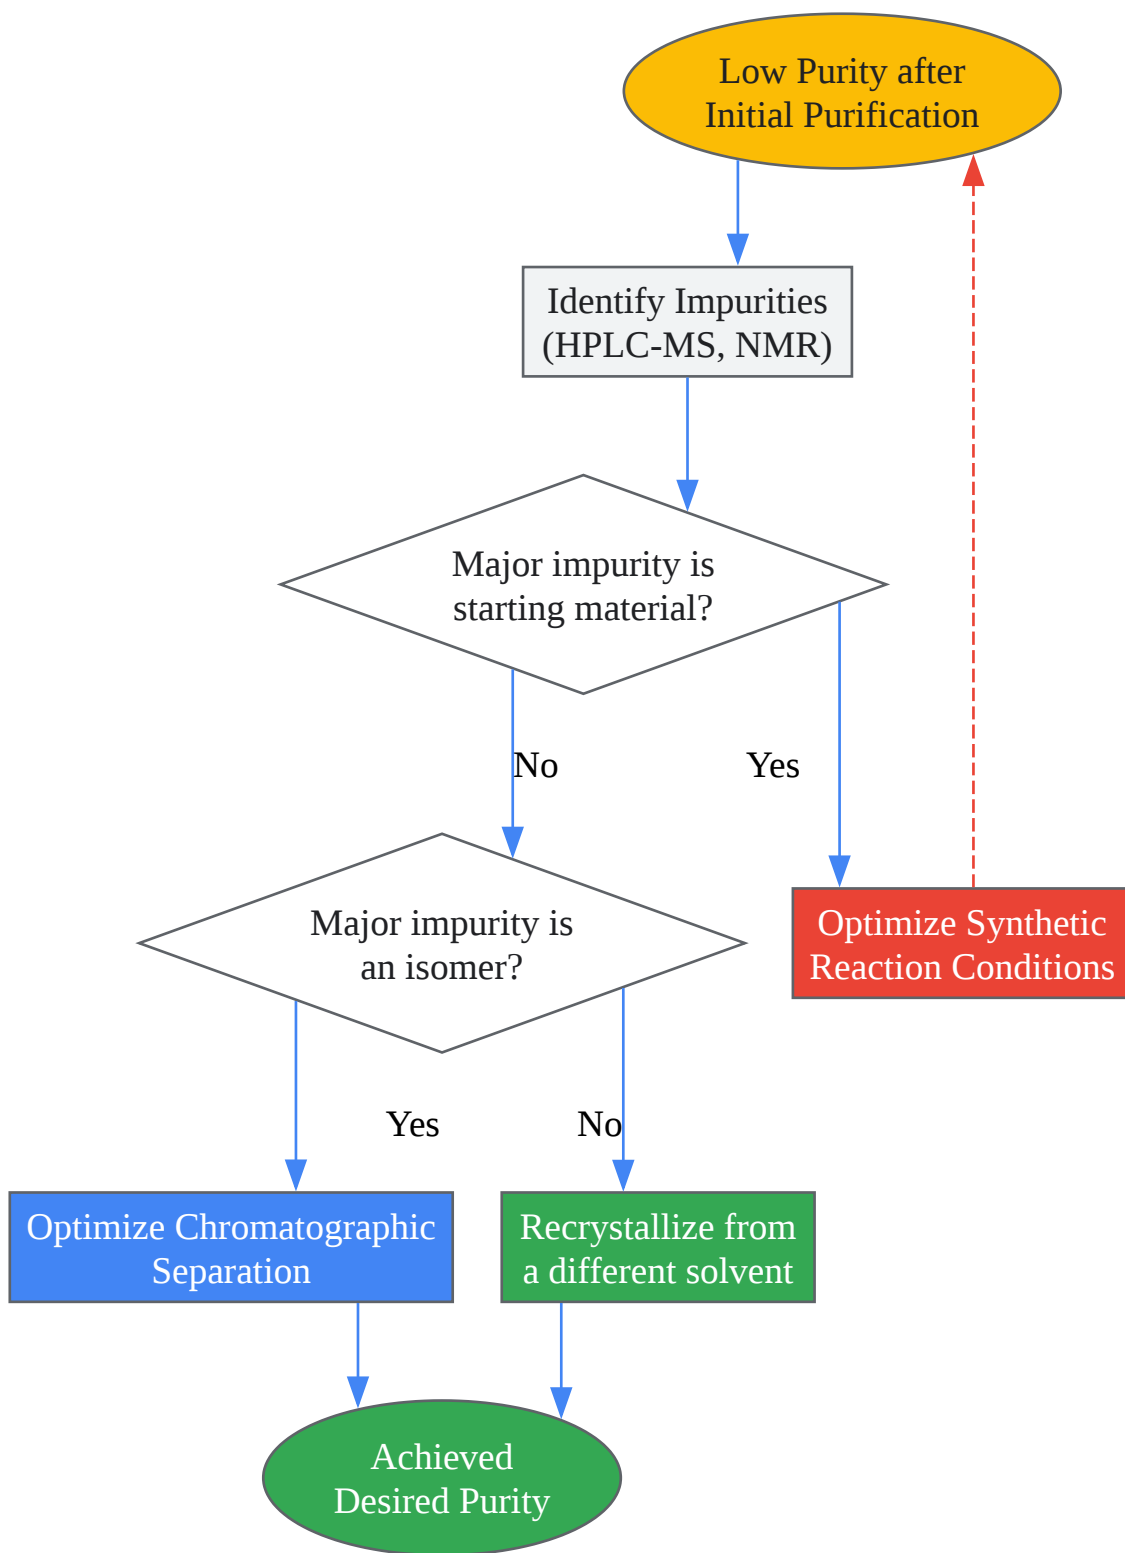 Low Purity after
Initial Purification
Identify Impurities
(HPLC-MS, NMR)
Major impurity is
starting material?
No
Yes
Major impurity is
an isomer?
Optimize Synthetic
Reaction Conditions
Yes
No
Optimize Chromatographic
Separation
Recrystallize from
a different solvent
Achieved
Desired Purity